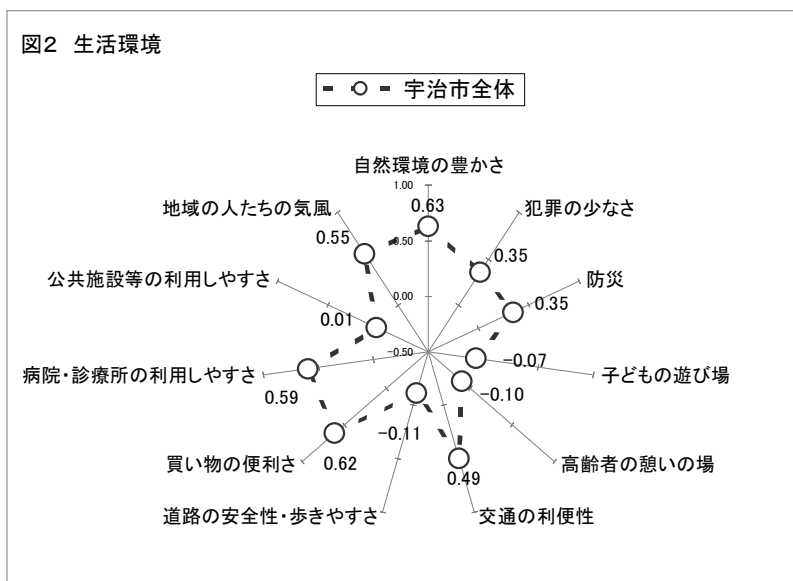 図2 生活環境
宇治市全体
自然環境の豊かさ
1.00
0.63
地域の人たちの気風
犯罪の少なさ
0.55
0.50
0.35
公共施設等の利用しやすさ
防災
0.01
0.00
0.35
-0.50
-0.07
病院・診療所の利用しやすさ
子どもの遊び場
0.59
-0.10
-0.11
買い物の便利さ
0.62
0.49
高齢者の憩いの場
道路の安全性・歩きやすさ
交通の利便性